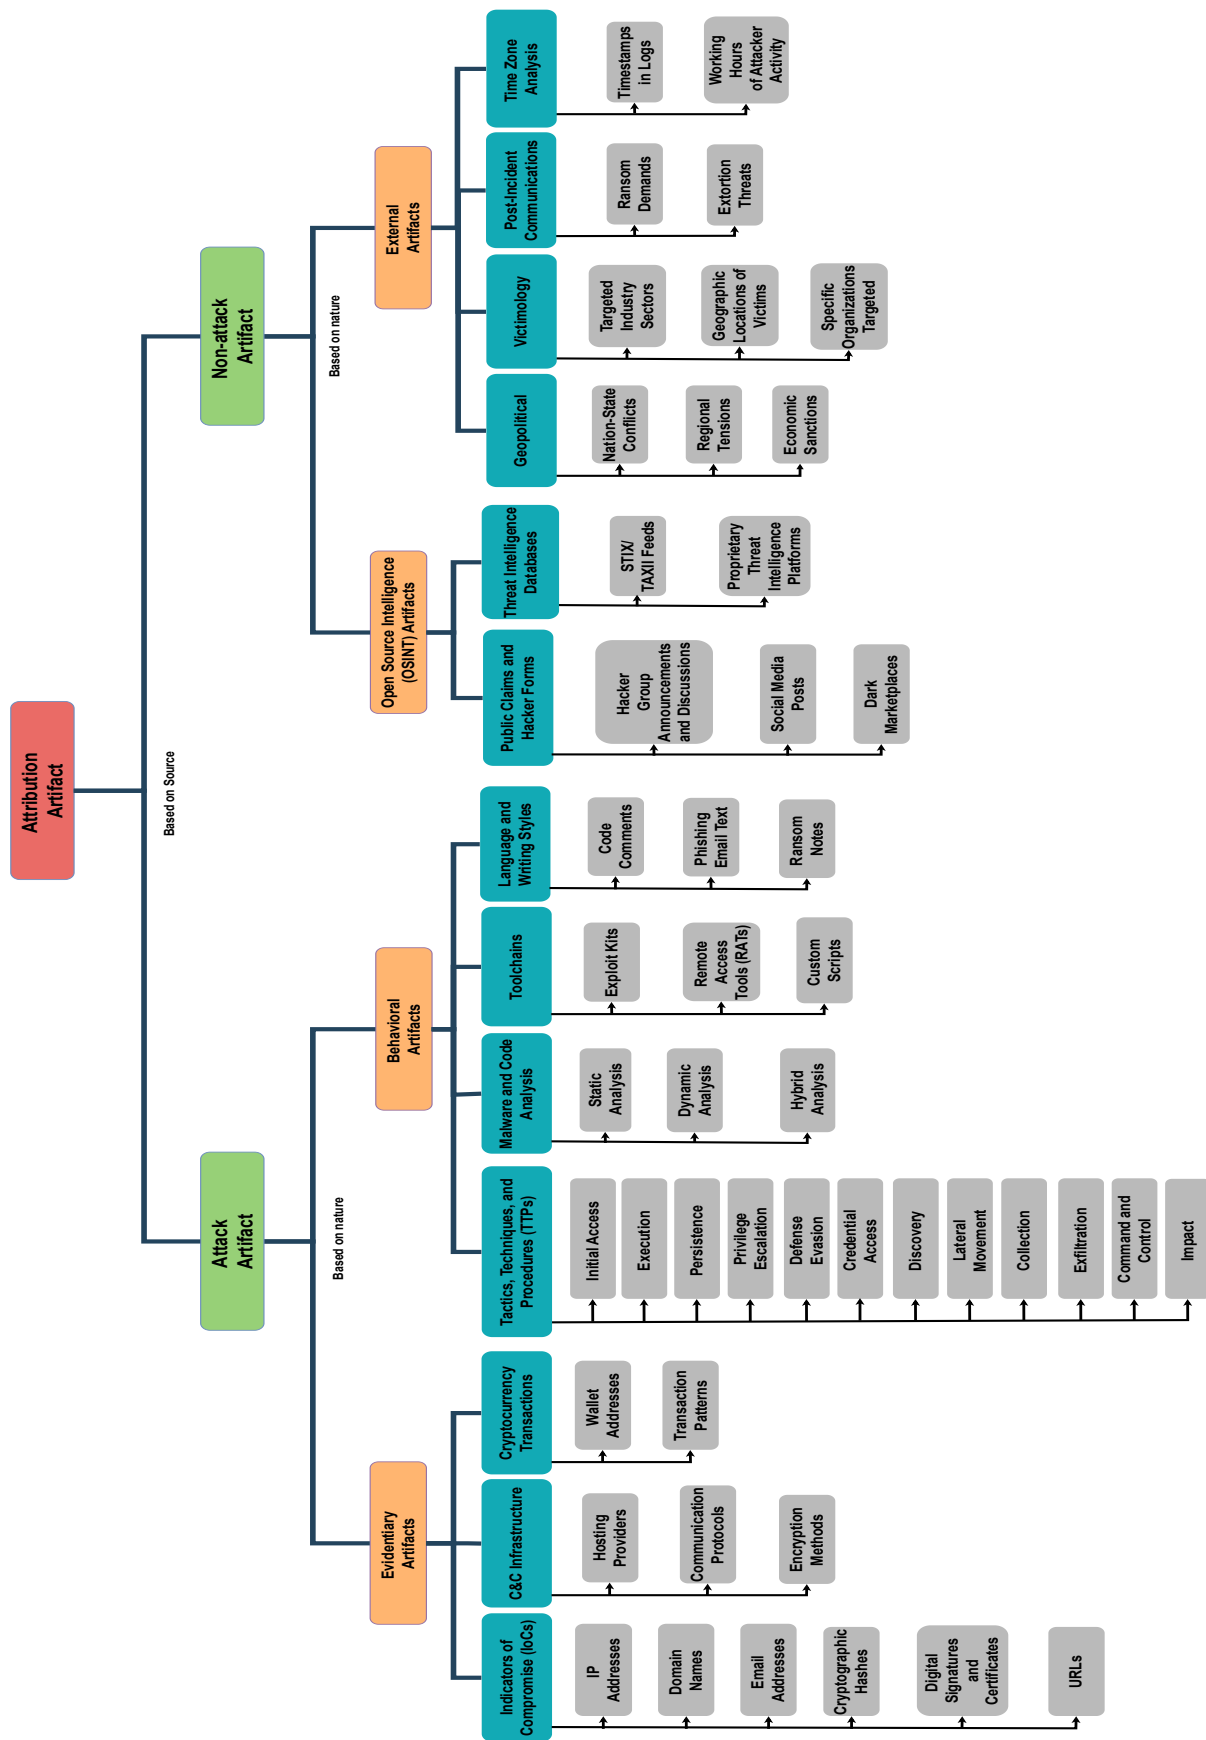 Attribution
Artifact
Based on Source
Attack
Artifact
Non-attack
Artifact
Based on nature
Based on nature
Evidentiary
Artifacts
Behavioral
Artifacts
Open Source Intelligence
(OSINT) Artifacts
External
Artifacts
Indicators of
Compromise (IoCs)
IP
Addresses
Domain
Names
Email
Addresses
Cryptographic
Hashes
Digital
Signatures
and
Certificates
URLs
C&C Infrastructure
Hosting
Providers
Communication
Protocols
Encryption
Methods
Cryptocurrency
Transactions
Wallet
Addresses
Transaction
Patterns
Tactics, Techniques, and
Procedures (TTPs)
Initial Access
Execution
Persistence
Privilege
Escalation
Defense
Evasion
Credential
Access
Discovery
Lateral
Movement
Collection
Exfiltration
Command and
Control
Impact
Malware and Code
Analysis
Static
Analysis
Dynamic
Analysis
Hybrid
Analysis
Toolchains
Exploit Kits
Remote
Access
Tools (RATs)
Custom
Scripts
Language and
Writing Styles
Code
Comments
Phishing
Email Text
Ransom
Notes
Public Claims and
Hacker Forms
Hacker
Group
Announcements
and Discussions
Social Media
Posts
Dark
Marketplaces
Threat Intelligence
Databases
STIX/
TAXII Feeds
Proprietary
Threat
Intelligence
Platforms
Geopolitical
Nation-State
Conflicts
Regional
Tensions
Economic
Sanctions
Victimology
Targeted
Industry
Sectors
Geographic
Locations of
Victims
Specific
Organizations
Targeted
Post-Incident
Communications
Ransom
Demands
Extortion
Threats
Time Zone
Analysis
Timestamps
in Logs
Working
Hours
of Attacker
Activity